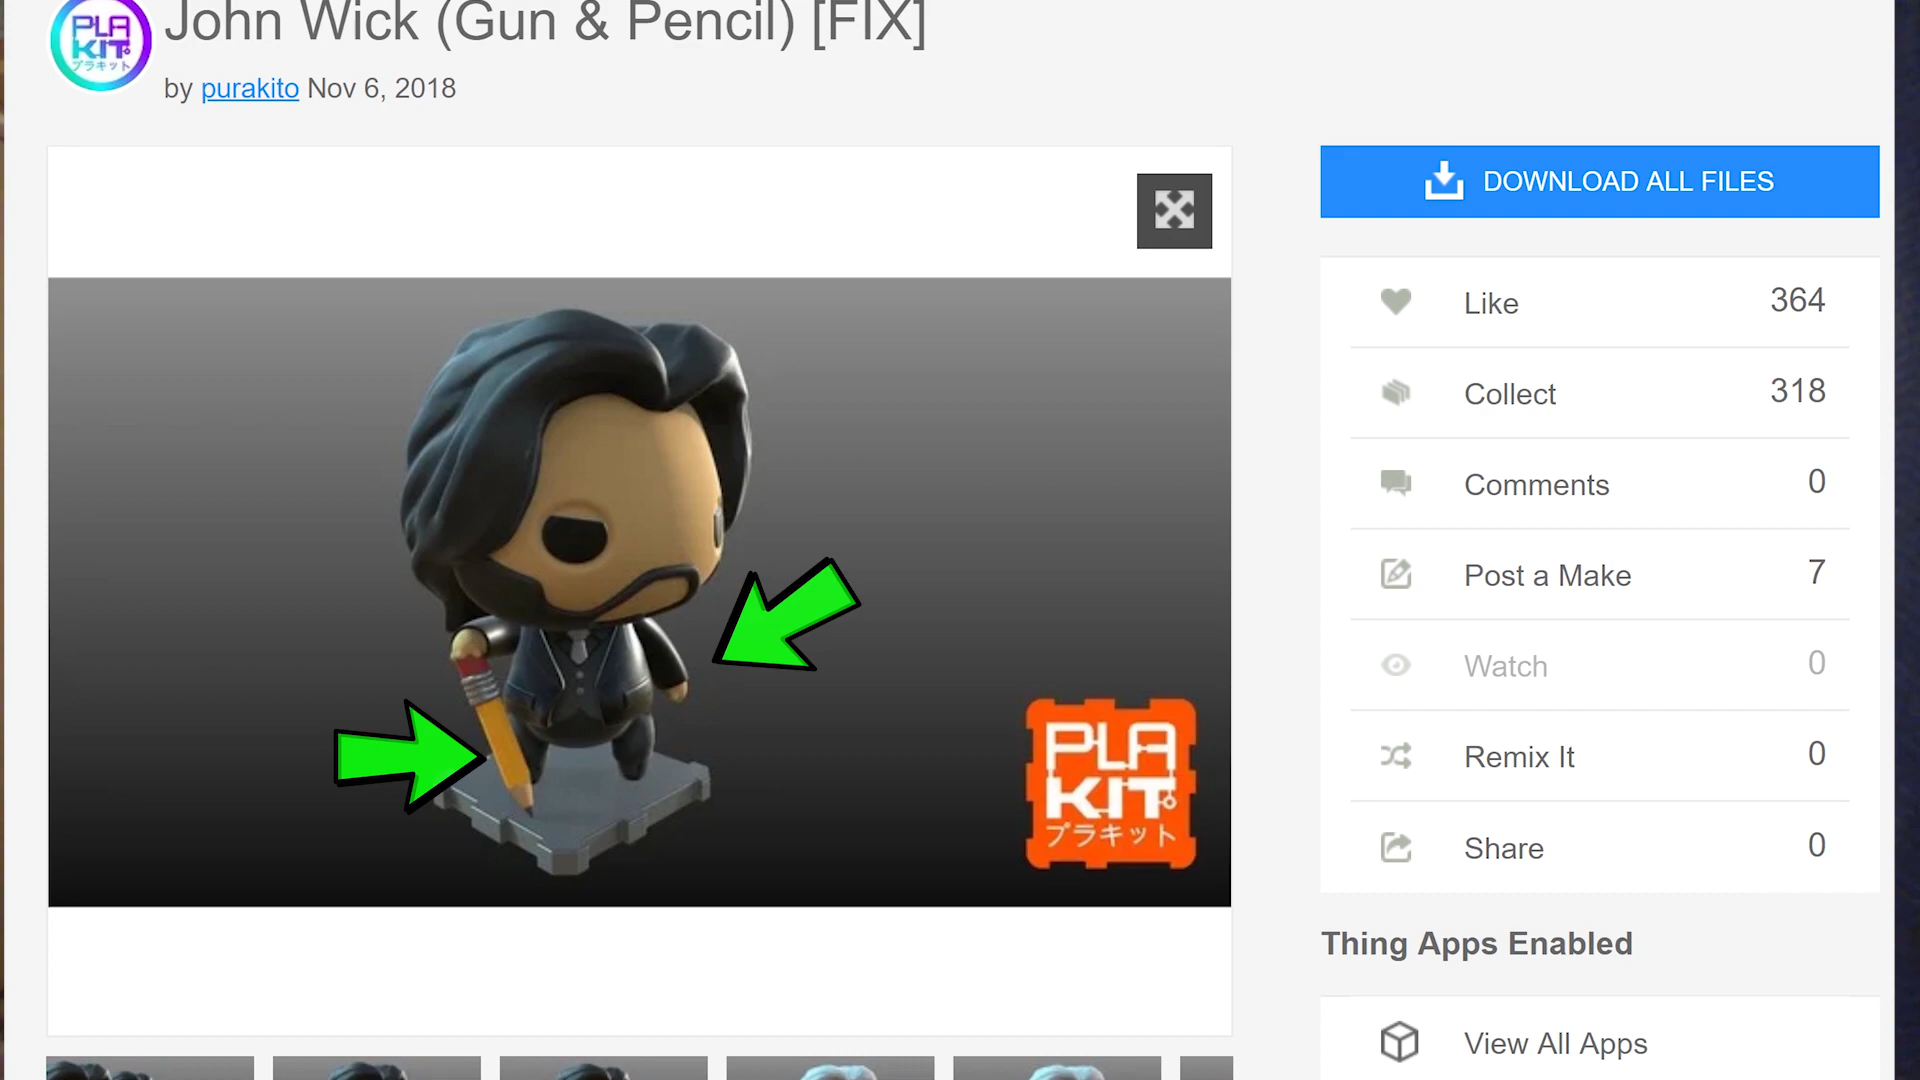 PLA
KIT
プラキット
John Wick (Gun & Pencil) [FIX]
by purakito Nov 6, 2018
DOWNLOAD ALL FILES
Like 364
Collect 318
Comments 0
Post a Make 7
Watch 0
Remix It 0
Share 0
PLA
KIT
プラキット
Thing Apps Enabled
View All Apps